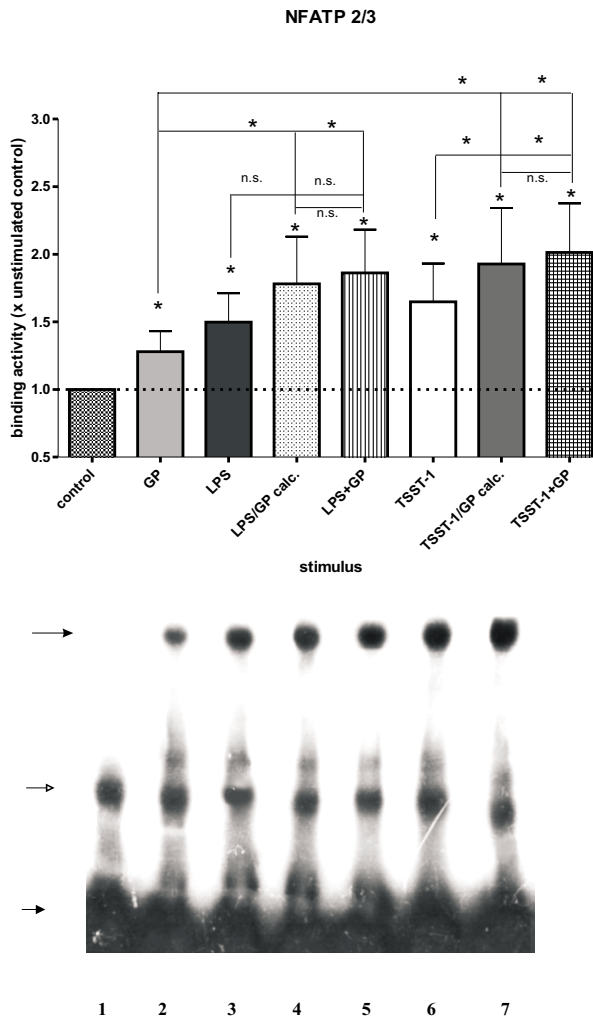 NFATP 2/3
* *
* *
* *
n.s. n.s.
n.s.
n.s.
* * * * * * *
binding activity (x unstimulated control)
3.0
2.5
2.0
1.5
1.0
0.5
control GP LPS LPS/GP calc. LPS+GP TSST-1 TSST-1/GP calc. TSST-1+GP
stimulus
1 2 3 4 5 6 7